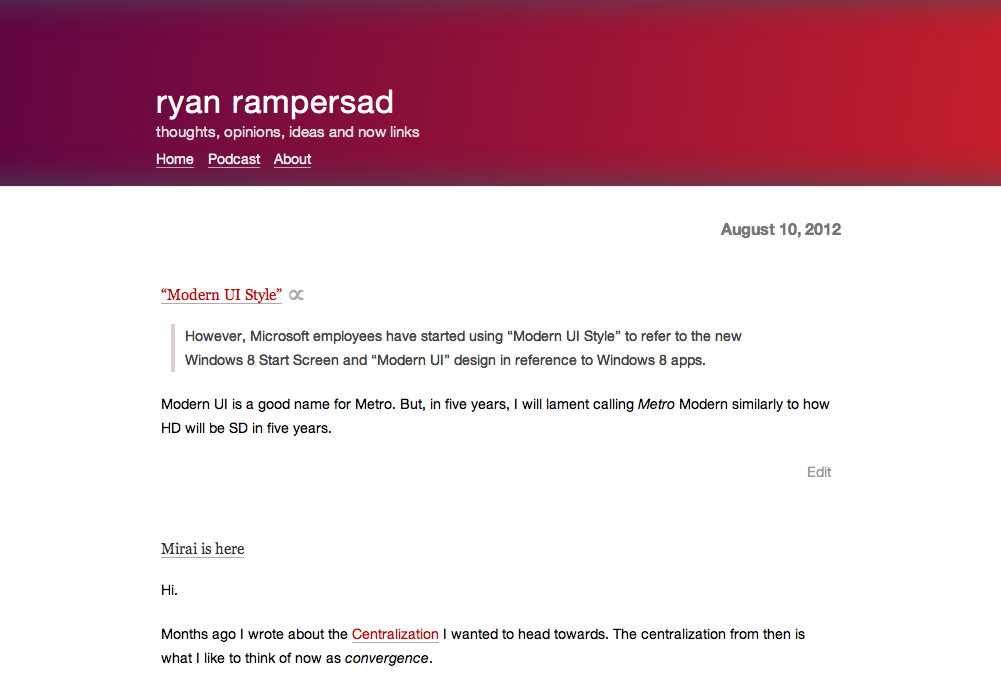 ryan rampersad
thoughts, opinions, ideas and now links
Home Podcast About
August 10, 2012
“Modern UI Style” ∝
However, Microsoft employees have started using “Modern UI Style” to refer to the new
Windows 8 Start Screen and “Modern UI” design in reference to Windows 8 apps.
Modern UI is a good name for Metro. But, in five years, I will lament calling Metro Modern similarly to how
HD will be SD in five years.
Edit
Mirai is here
Hi.
Months ago I wrote about the Centralization I wanted to head towards. The centralization from then is
what I like to think of now as convergence.